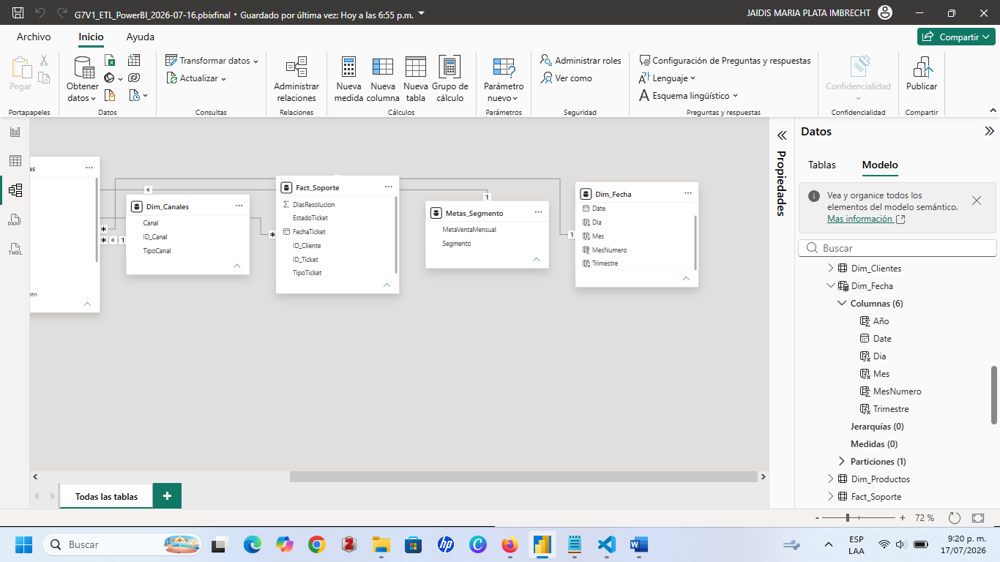 G7V1_ETL_PowerBI_2026-07-16.pbixfinal • Guardado por última vez: Hoy a las 6:55 p.m.
JAIDIS MARIA PLATA IMBRECHT
Archivo
Inicio
Ayuda
Compartir
Pegar
Portapapeles
Obtener
datos
Datos
Transformar datos
Actualizar
Consultas
Administrar
relaciones
Relaciones
Nueva
medida
Nueva
columna
Nueva
tabla
Grupo de
cálculo
Cálculos
Parámetro
nuevo
Parámetros
Administrar roles
Ver como
Seguridad
Configuración de Preguntas y respuestas
Lenguaje
Esquema lingüístico
Preguntas y respuestas
Confidencialidad
Confidencialidad
Publicar
Compartir
DAX
TMDL
as
Dim_Canales
Canal
ID_Canal
TipoCanal
Fact_Soporte
DiasResolucion
EstadoTicket
FechaTicket
ID_Cliente
ID_Ticket
TipoTicket
Metas_Segmento
MetaVentaMensual
Segmento
Dim_Fecha
Date
Dia
Mes
MesNumero
Trimestre
* * 1 * 1 1
Propiedades
Datos
Tablas
Modelo
Vea y organice todos los
elementos del modelo semántico.
Mas información
Buscar
Dim_Clientes
Dim_Fecha
Columnas (6)
Año
Date
Dia
Mes
MesNumero
Trimestre
Jerarquías (0)
Medidas (0)
Particiones (1)
Dim_Productos
Fact_Soporte
Todas las tablas
+
- + 72 %
Buscar
ESP
LAA
9:20 p. m.
17/07/2026